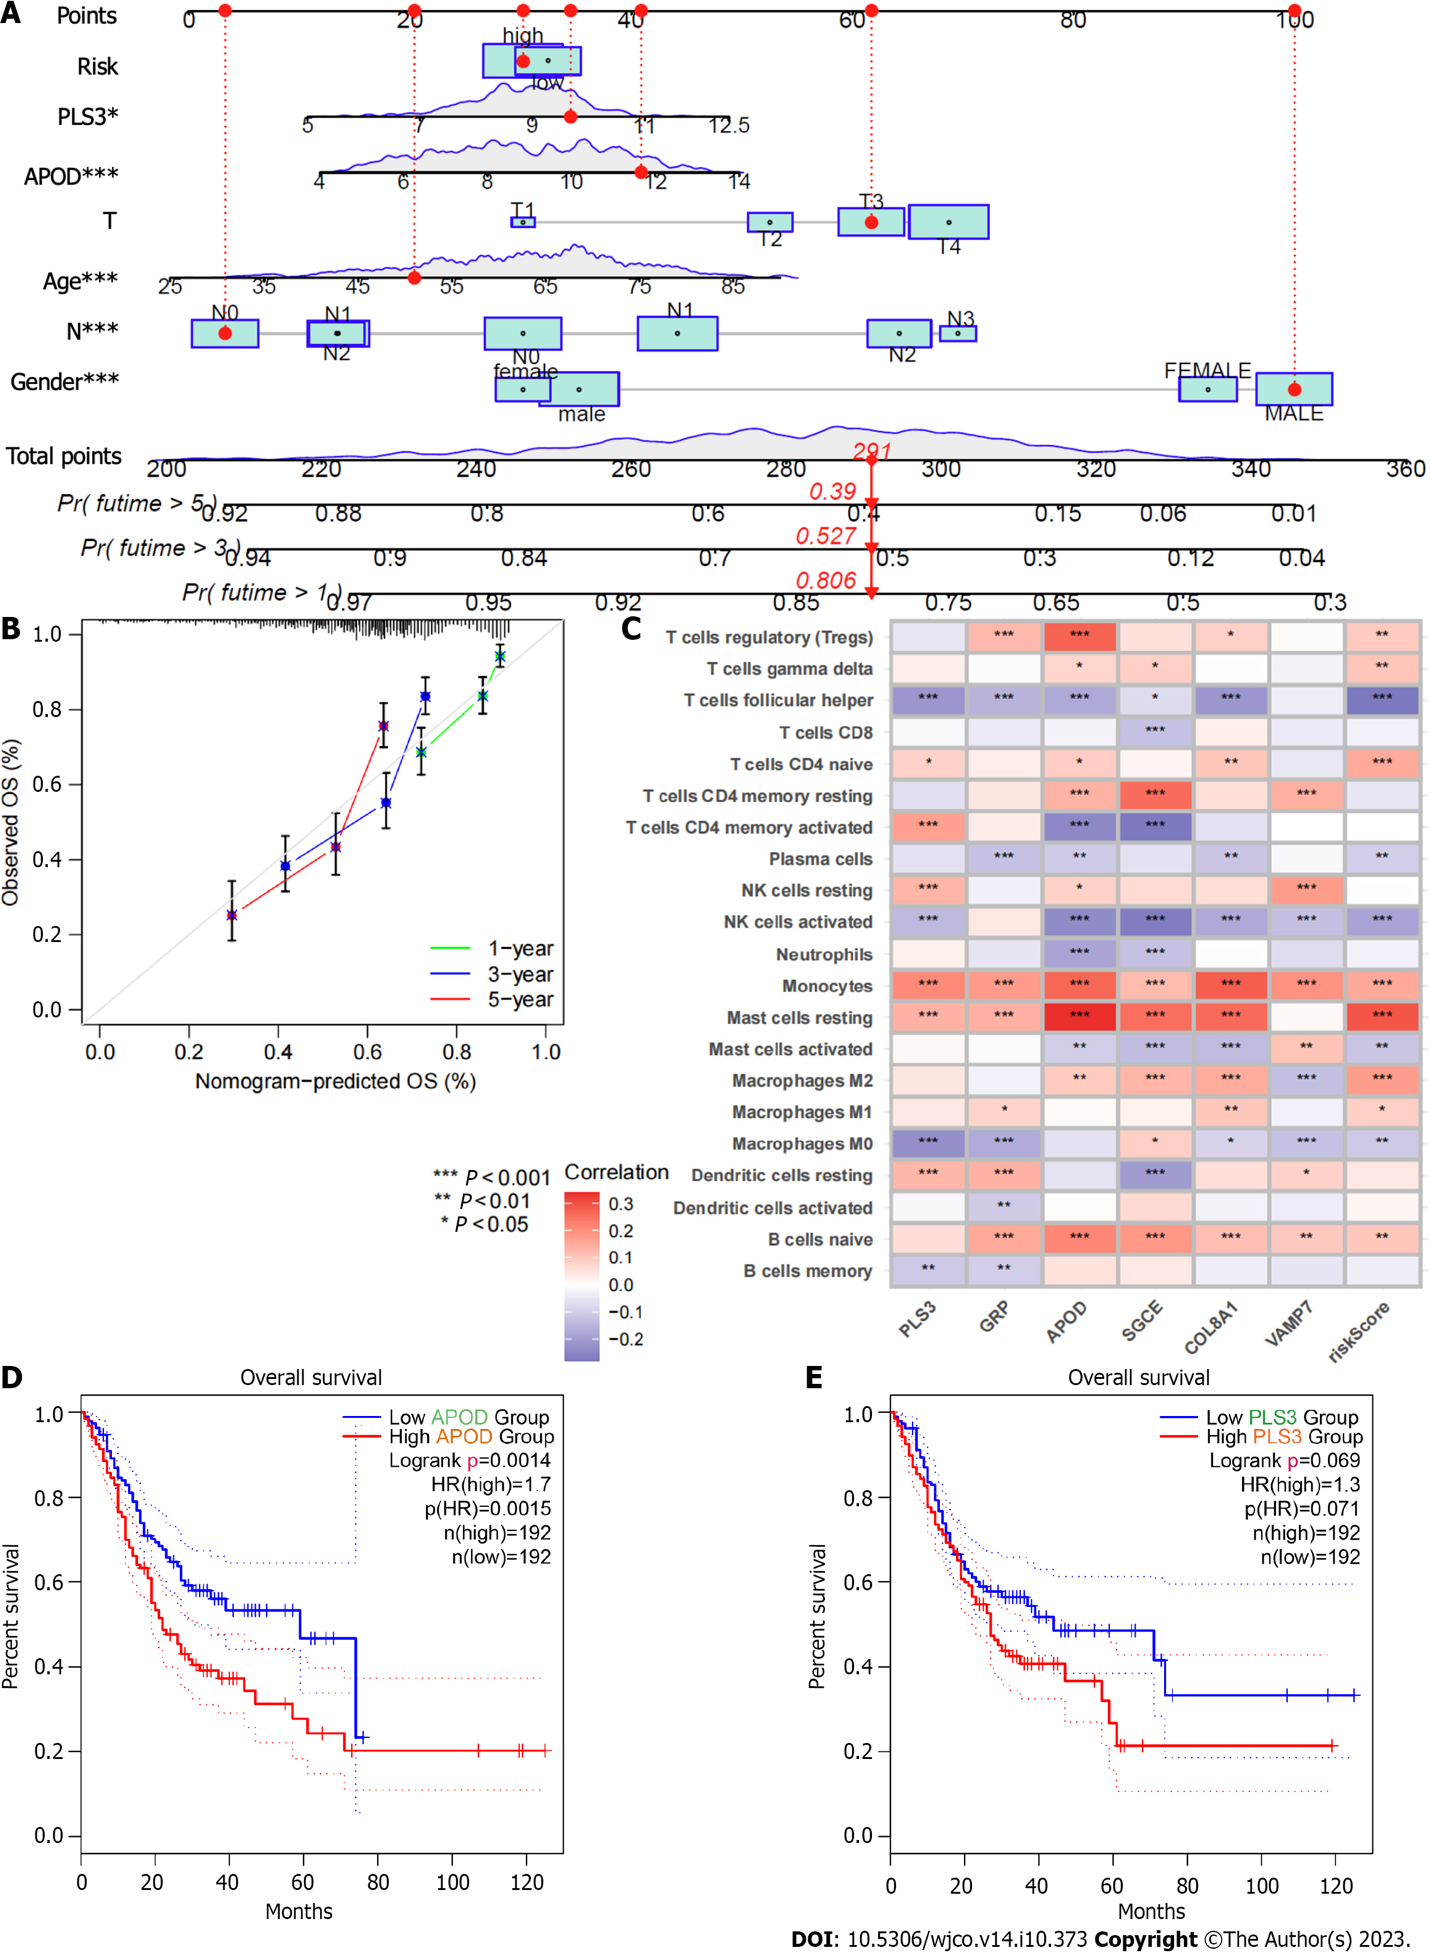 A
Points
0 20 40 60 80 100
Risk
high
low
PLS3*
5 7 9 11 12.5
APOD***
4 6 8 10 12 14
T
T1 T2 T3 T4
Age***
25 35 45 55 65 75 85
N***
N0 N1 N1 N3
N2 N0 N2
Gender***
female FEMALE
male MALE
Total points
291
200 220 240 260 280 300 320 340 360
0.39
Pr( futime > 5 )
0.92 0.88 0.8 0.6 0.4 0.15 0.06 0.01
0.527
Pr( futime > 3 )
0.94 0.9 0.84 0.7 0.5 0.3 0.12 0.04
0.806
Pr( futime > 1 )
0.97 0.95 0.92 0.85 0.75 0.65 0.5 0.3
B
Observed OS (%)
1.0
0.8
0.6
0.4
0.2
0.0
1-year
3-year
5-year
0.0 0.2 0.4 0.6 0.8 1.0
Nomogram-predicted OS (%)
C
T cells regulatory (Tregs) *** *** * **
T cells gamma delta * * **
T cells follicular helper *** *** *** * *** ***
T cells CD8 ***
T cells CD4 naive * * ** ***
T cells CD4 memory resting *** *** ***
T cells CD4 memory activated *** *** ***
Plasma cells *** ** ** **
NK cells resting *** * ***
NK cells activated *** *** *** *** *** ***
Neutrophils *** ***
Monocytes *** *** *** *** *** *** ***
Mast cells resting *** *** *** *** *** ***
Mast cells activated ** *** *** ** **
Macrophages M2 ** *** *** *** ***
Macrophages M1 * ** *
Macrophages M0 *** *** * * *** **
Dendritic cells resting *** *** *** *
Dendritic cells activated **
B cells naive *** *** *** *** ** **
B cells memory ** **
PLS3 GRP APOD SGCE COL8A1 VAMP7 riskScore
*** P < 0.001
** P < 0.01
* P < 0.05
Correlation
0.3
0.2
0.1
0.0
-0.1
-0.2
D
Overall survival
Percent survival
1.0
0.8
0.6
0.4
0.2
0.0
Low APOD Group
High APOD Group
Logrank p=0.0014
HR(high)=1.7
p(HR)=0.0015
n(high)=192
n(low)=192
0 20 40 60 80 100 120
Months
E
Overall survival
Percent survival
1.0
0.8
0.6
0.4
0.2
0.0
Low PLS3 Group
High PLS3 Group
Logrank p=0.069
HR(high)=1.3
p(HR)=0.071
n(high)=192
n(low)=192
0 20 40 60 80 100 120
Months
DOI: 10.5306/wjco.v14.i10.373 Copyright ©The Author(s) 2023.